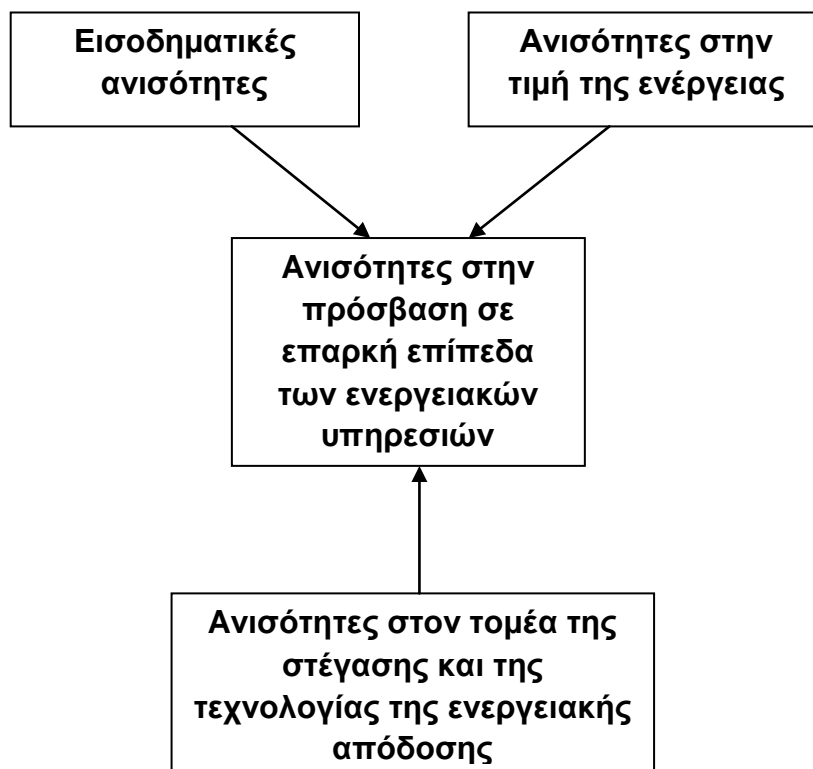 Εισοδηματικές
ανισότητες
Ανισότητες στην
τιμή της ενέργειας
Ανισότητες στην
πρόσβαση σε
επαρκή επίπεδα
των ενεργειακών
υπηρεσιών
Ανισότητες στον τομέα της
στέγασης και της
τεχνολογίας της ενεργειακής
απόδοσης